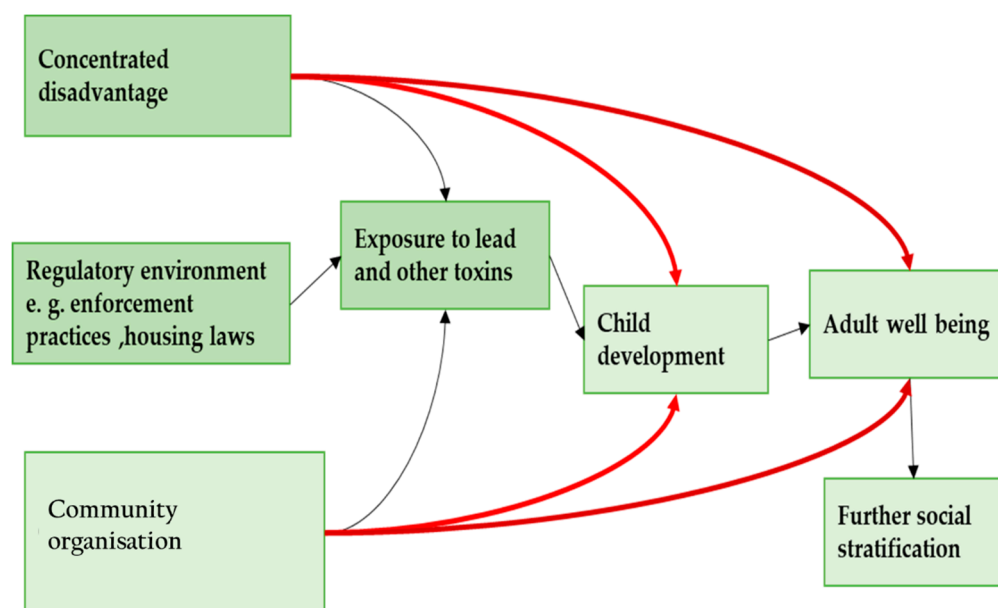 Concentrated
disadvantage
Exposure to lead
and other toxins
Regulatory environment
e. g. enforcement
practices ,housing laws
Child
development
Adult well being
Community
organisation
Further social
stratification